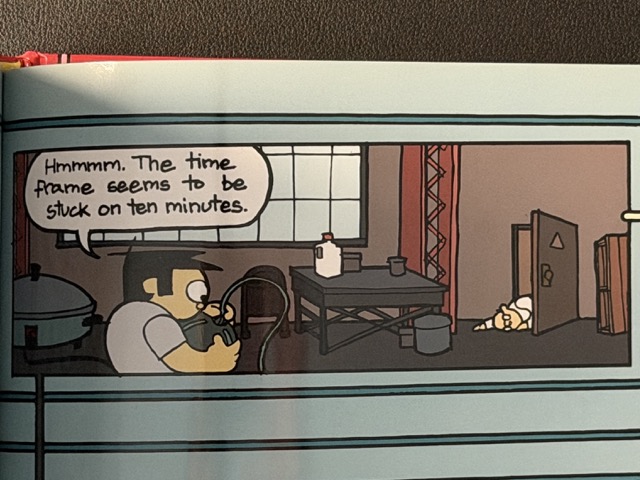 Hmmmm. The time
frame seems to be
stuck on ten minutes.